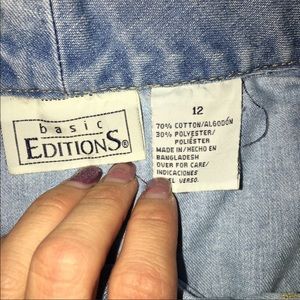 basic
EDITIONS®
12
70% COTTON/ALGODÓN
30% POLYESTER/
POLIÉSTER
MADE IN/HECHO EN
BANGLADESH
OVER FOR CARE/
INDICACIONES
EL VERSO.